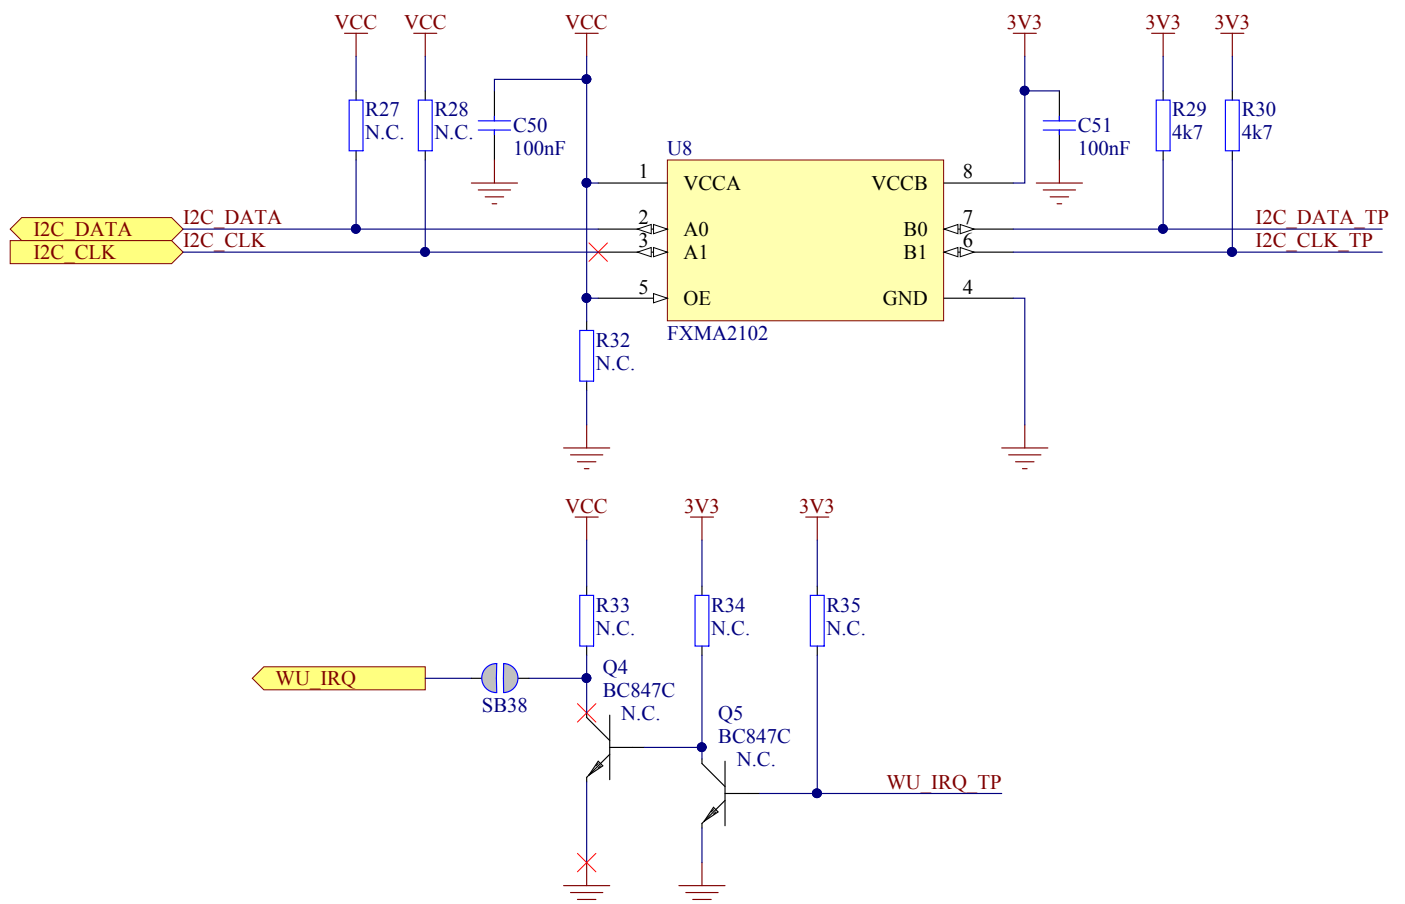 VCC
VCC
VCC
3V3
3V3
3V3
R27
N.C.
R28
N.C.
C50
100nF
C51
100nF
R29
4k7
R30
4k7
U8
1
VCCA
VCCB
8
I2C_DATA
I2C_DATA
2
A0
B0
7
I2C_DATA_TP
I2C_CLK
I2C_CLK
3
A1
B1
6
I2C_CLK_TP
5
OE
GND
4
FXMA2102
R32
N.C.
VCC
3V3
3V3
R33
N.C.
R34
N.C.
R35
N.C.
WU_IRQ
SB38
Q4
BC847C
N.C.
Q5
BC847C
N.C.
WU_IRQ_TP